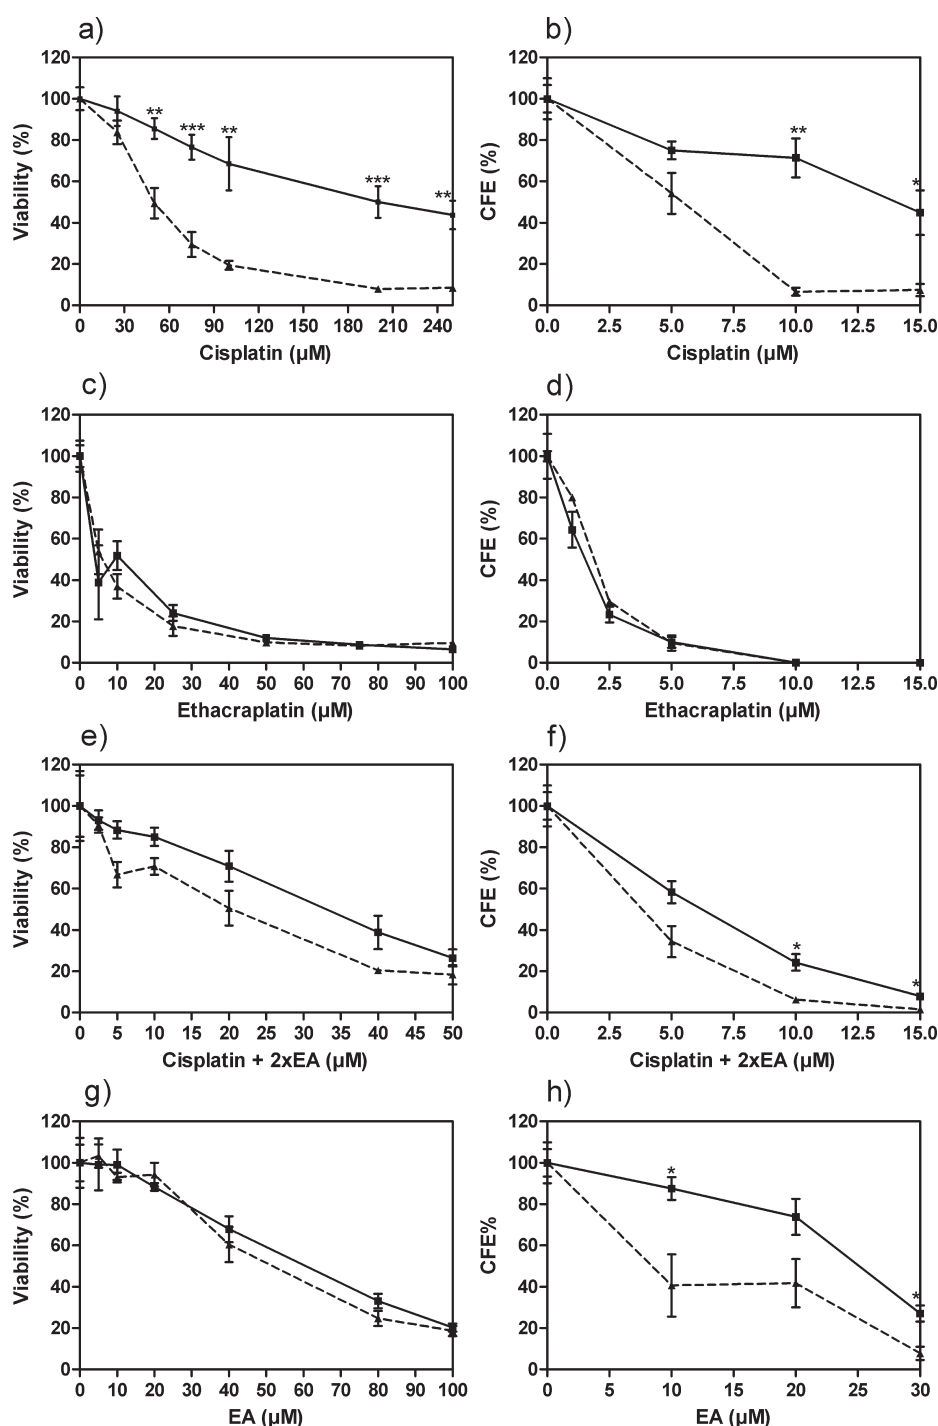 a)
120
100
80
60
40
20
0
Viability (%)
** *** ** *** **
0 30 60 90 120 150 180 210 240
Cisplatin (µM)
b)
120
100
80
60
40
20
0
CFE (%)
** *
0.0 2.5 5.0 7.5 10.0 12.5 15.0
Cisplatin (µM)
c)
120
100
80
60
40
20
0
Viability (%)
0 10 20 30 40 50 60 70 80 90 100
Ethacraplatin (µM)
d)
120
100
80
60
40
20
0
CFE (%)
0.0 2.5 5.0 7.5 10.0 12.5 15.0
Ethacraplatin (µM)
e)
120
100
80
60
40
20
0
Viability (%)
0 5 10 15 20 25 30 35 40 45 50
Cisplatin + 2xEA (µM)
f)
120
100
80
60
40
20
0
CFE (%)
* *
0.0 2.5 5.0 7.5 10.0 12.5 15.0
Cisplatin + 2xEA (µM)
g)
120
100
80
60
40
20
0
Viability (%)
0 10 20 30 40 50 60 70 80 90 100
EA (µM)
h)
120
100
80
60
40
20
0
CFE%
* *
0 5 10 15 20 25 30
EA (µM)